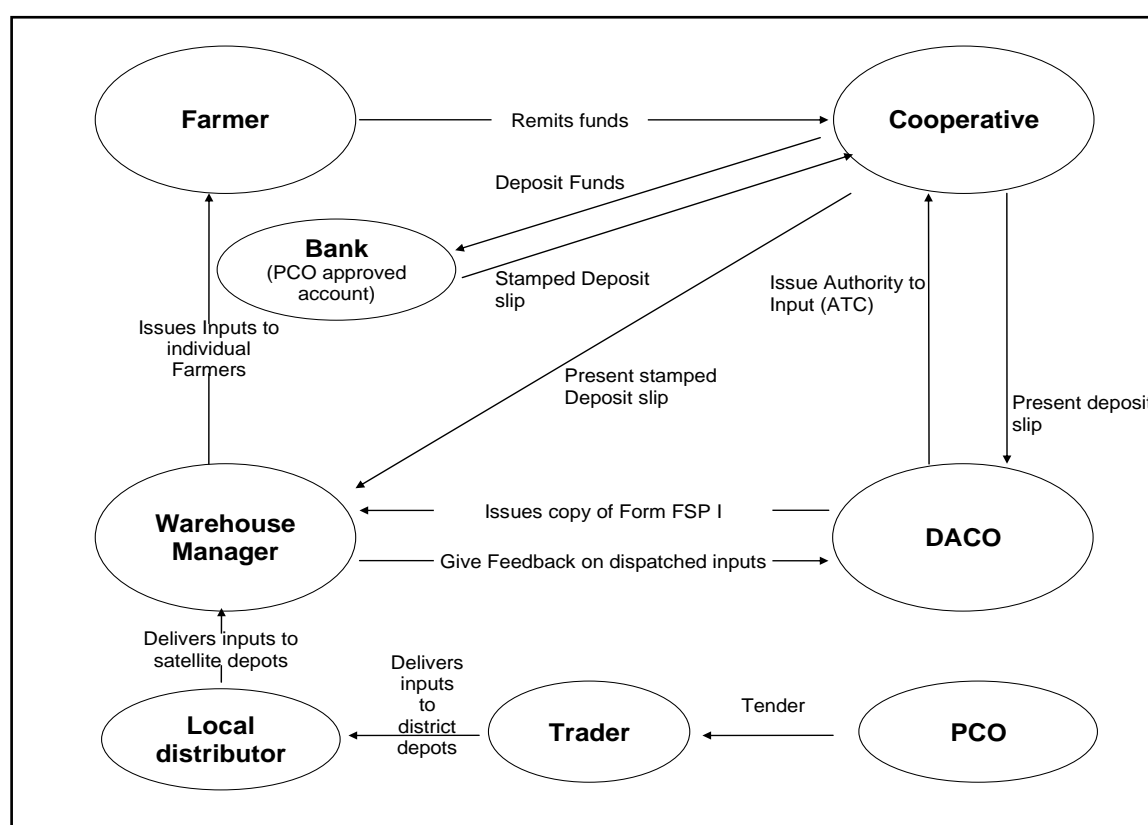 Farmer
Remits funds
Cooperative
Deposit Funds
Bank
(PCO approved
account)
Stamped Deposit
slip
Issue Authority to
Input (ATC)
Issues Inputs to
individual
Farmers
Present stamped
Deposit slip
Present deposit
slip
Warehouse
Manager
Issues copy of Form FSP I
Give Feedback on dispatched inputs
DACO
Delivers inputs to
satellite depots
Delivers
inputs
to
district
depots
Local
distributor
Trader
Tender
PCO